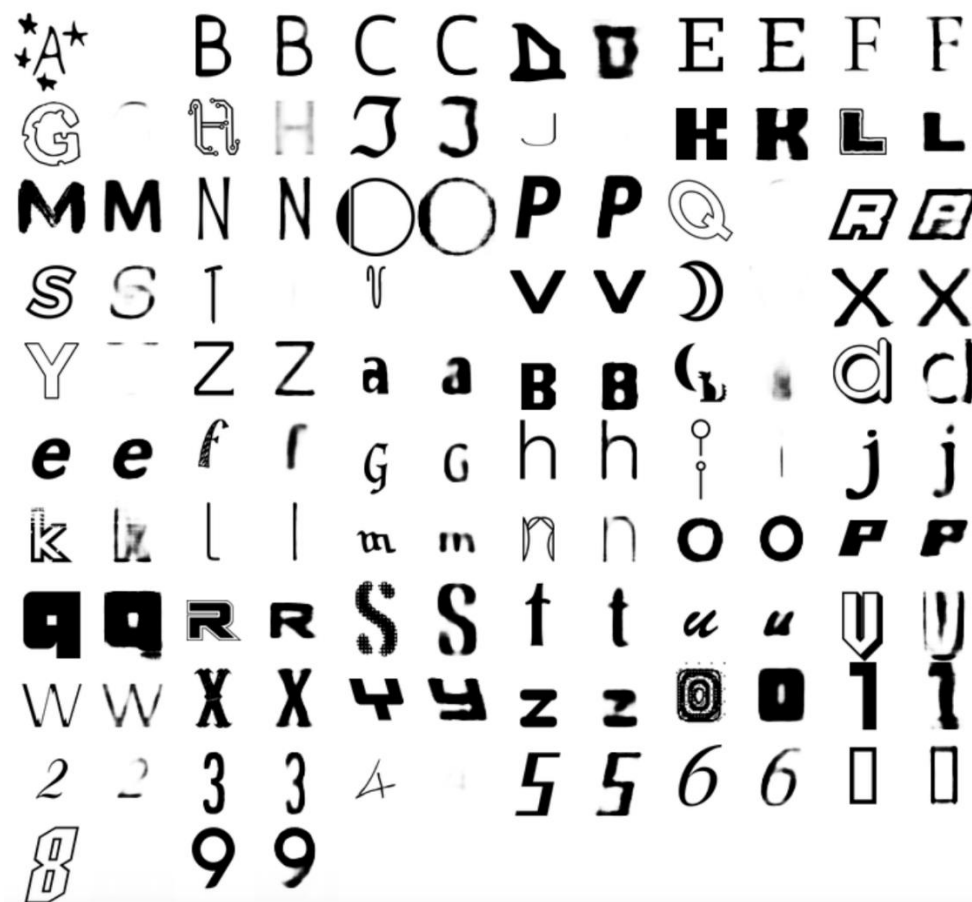 A B B C C D D E E F F
G H H I I J K K L L
M M N N O O P P Q R R
S S T U V V X X
Y Z Z a a B B d d
e e f f G G h h i j j
k k l l m m n n o o P P
q q R R S S t t u u V V
w w X X Y Y z z 0 0 1 1
2 2 3 3 4 5 5 6 6
8 9 9